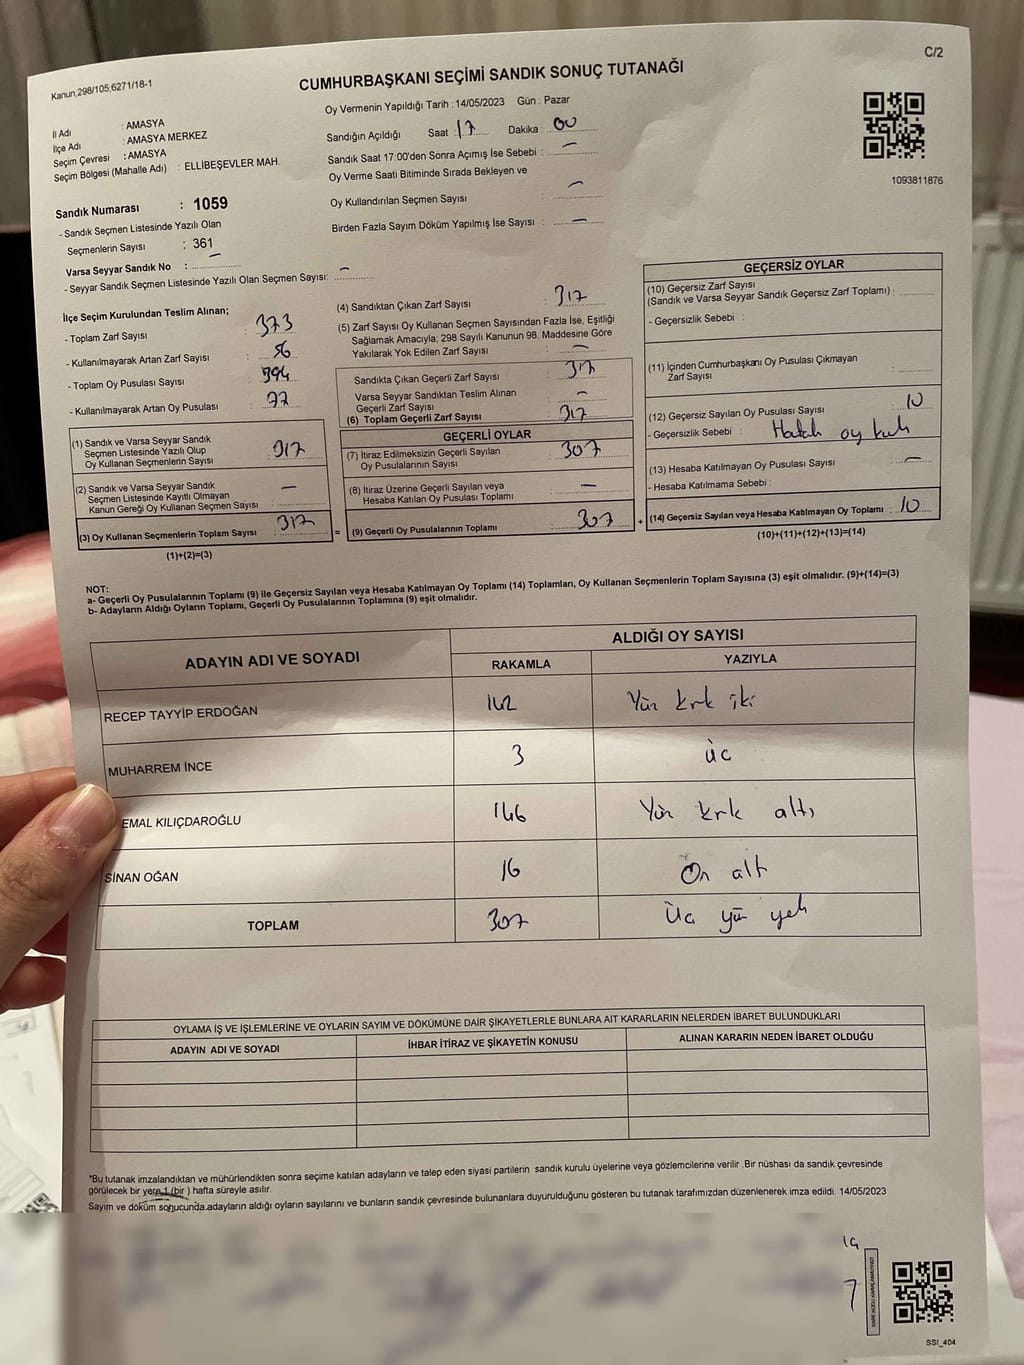 Kanun,298/105;6271/18-1
C/2
CUMHURBAŞKANI SEÇİMİ SANDIK SONUÇ TUTANAĞI
Oy Vermenin Yapıldığı Tarih : 14/05/2023 Gün : Pazar
İl Adı : AMASYA
İlçe Adı : AMASYA MERKEZ
Seçim Çevresi : AMASYA
Seçim Bölgesi (Mahalle Adı) : ELLİBEŞEVLER MAH.
Sandığın Açıldığı Saat : 17 Dakika : 00
Sandık Saat 17:00'den Sonra Açımış İse Sebebi : —
Oy Verme Saati Bitiminde Sırada Bekleyen ve
Oy Kullandırılan Seçmen Sayısı : —
Birden Fazla Sayım Döküm Yapılmış İse Sayısı : —
1093811876
Sandık Numarası : 1059
- Sandık Seçmen Listesinde Yazılı Olan
Seçmenlerin Sayısı : 361
Varsa Seyyar Sandık No : —
- Seyyar Sandık Seçmen Listesinde Yazılı Olan Seçmen Sayısı: —
İlçe Seçim Kurulundan Teslim Alınan;
- Toplam Zarf Sayısı : 373
- Kullanılmayarak Artan Zarf Sayısı : 56
- Toplam Oy Pusulası Sayısı : 394
- Kullanılmayarak Artan Oy Pusulası : 77
(1) Sandık ve Varsa Seyyar Sandık
Seçmen Listesinde Yazılı Olup
Oy Kullanan Seçmenlerin Sayısı : 317
(2) Sandık ve Varsa Seyyar Sandık
Seçmen Listesinde Kayıtlı Olmayan
Kanun Gereği Oy Kullanan Seçmen Sayısı : —
(3) Oy Kullanan Seçmenlerin Toplam Sayısı : 317
(1)+(2)=(3)
(4) Sandıktan Çıkan Zarf Sayısı : 317
(5) Zarf Sayısı Oy Kullanan Seçmen Sayısından Fazla İse, Eşitliği
Sağlamak Amacıyla; 298 Sayılı Kanunun 98. Maddesine Göre
Yakılarak Yok Edilen Zarf Sayısı : —
Sandıkta Çıkan Geçerli Zarf Sayısı : 317
Varsa Seyyar Sandıktan Teslim Alınan
Geçerli Zarf Sayısı : —
(6) Toplam Geçerli Zarf Sayısı : 317
GEÇERLİ OYLAR
(7) İtiraz Edilmeksizin Geçerli Sayılan
Oy Pusulalarının Sayısı : 307
(8) İtiraz Üzerine Geçerli Sayılan veya
Hesaba Katılan Oy Pusulası Toplamı : —
= (9) Geçerli Oy Pusulalarının Toplamı : 307
GEÇERSİZ OYLAR
(10) Geçersiz Zarf Sayısı
(Sandık ve Varsa Seyyar Sandık Geçersiz Zarf Toplamı) :
- Geçersizlik Sebebi :
(11) İçinden Cumhurbaşkanı Oy Pusulası Çıkmayan
Zarf Sayısı :
(12) Geçersiz Sayılan Oy Pusulası Sayısı : 10
- Geçersizlik Sebebi : Hatalı oy
(13) Hesaba Katılmayan Oy Pusulası Sayısı : —
- Hesaba Katılmama Sebebi :
+ (14) Geçersiz Sayılan veya Hesaba Katılmayan Oy Toplamı : 10
(10)+(11)+(12)+(13)=(14)
NOT:
a- Geçerli Oy Pusulalarının Toplamı (9) ile Geçersiz Sayılan veya Hesaba Katılmayan Oy Toplamı (14) Toplamları, Oy Kullanan Seçmenlerin Toplam Sayısına (3) eşit olmalıdır. (9)+(14)=(3)
b- Adayların Aldığı Oyların Toplamı, Geçerli Oy Pusulalarının Toplamına (9) eşit olmalıdır.
ADAYIN ADI VE SOYADI
ALDIĞI OY SAYISI
RAKAMLA YAZIYLA
RECEP TAYYİP ERDOĞAN 142 Yüz kırk iki
MUHARREM İNCE 3 üç
EMAL KILIÇDAROĞLU 146 Yüz kırk altı
SİNAN OĞAN 16 On altı
TOPLAM 307 Üç yüz yedi
OYLAMA İŞ VE İŞLEMLERİNE VE OYLARIN SAYIM VE DÖKÜMÜNE DAİR ŞİKAYETLERLE BUNLARA AİT KARARLARIN NELERDEN İBARET BULUNDUKLARI
ADAYIN ADI VE SOYADI İHBAR İTİRAZ VE ŞİKAYETİN KONUSU ALINAN KARARIN NEDEN İBARET OLDUĞU
*Bu tutanak imzalandıktan ve mühürlendikten sonra seçime katılan adayların ve talep eden siyasi partilerin sandık kurulu üyelerine veya gözlemcilerine verilir .Bir nüshası da sandık çevresinde
görülecek bir yere 1 (bir ) hafta süreyle asılır.
Sayım ve döküm sonucunda adayların aldığı oyların sayılarını ve bunların sandık çevresinde bulunanlara duyurulduğunu gösteren bu tutanak tarafımızdan düzenlenerek imza edildi. 14/05/2023
7
KARE KODU KARALAMAYINIZ!
SSI_404